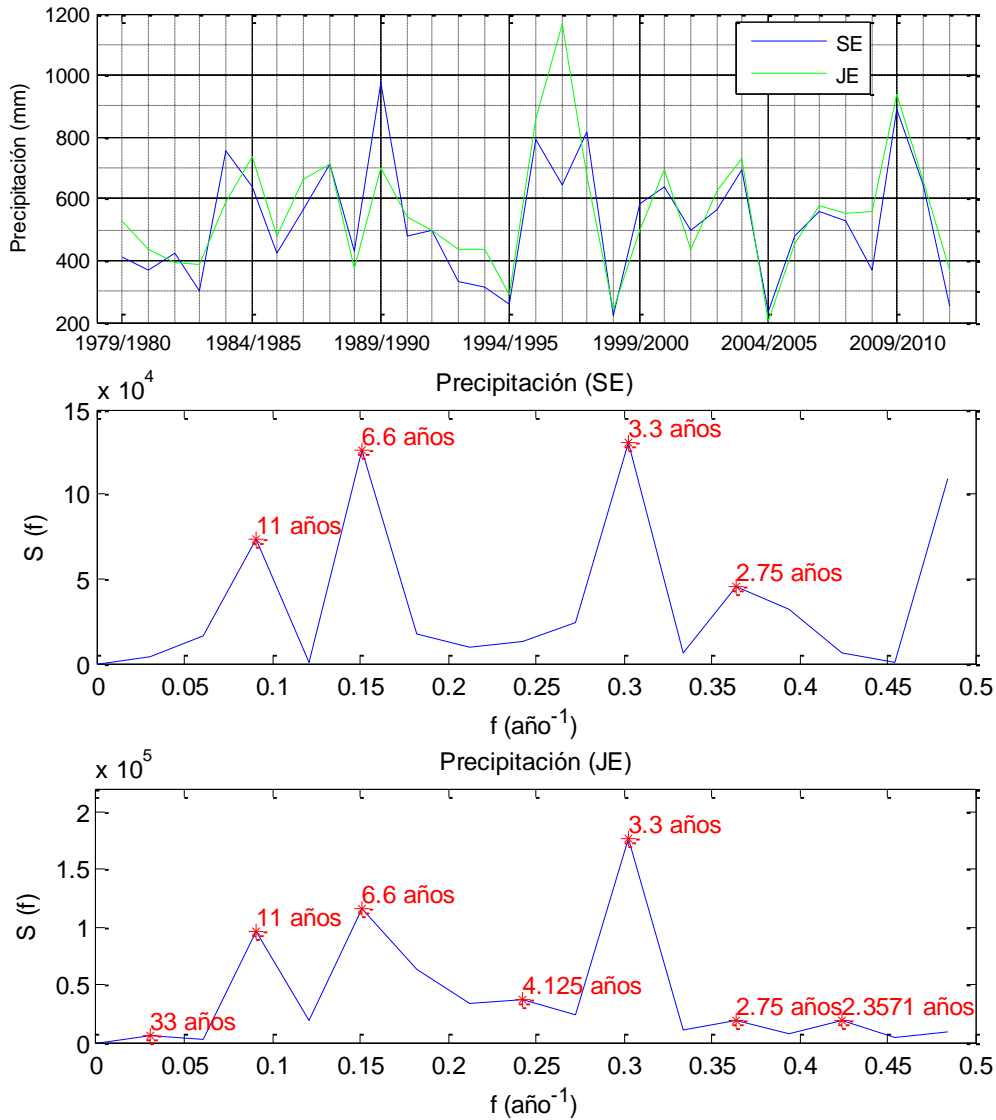 1200
1000
800
600
400
200
Precipitación (mm)
SE
JE
1979/1980 1984/1985 1989/1990 1994/1995 1999/2000 2004/2005 2009/2010
Precipitación (SE)
x 10^4
15
10
5
0
S (f)
11 años
6.6 años
3.3 años
2.75 años
0 0.05 0.1 0.15 0.2 0.25 0.3 0.35 0.4 0.45 0.5
f (año^-1)
Precipitación (JE)
x 10^5
2
1.5
1
0.5
0
S (f)
33 años
11 años
6.6 años
4.125 años
3.3 años
2.75 años
2.3571 años
0 0.05 0.1 0.15 0.2 0.25 0.3 0.35 0.4 0.45 0.5
f (año^-1)